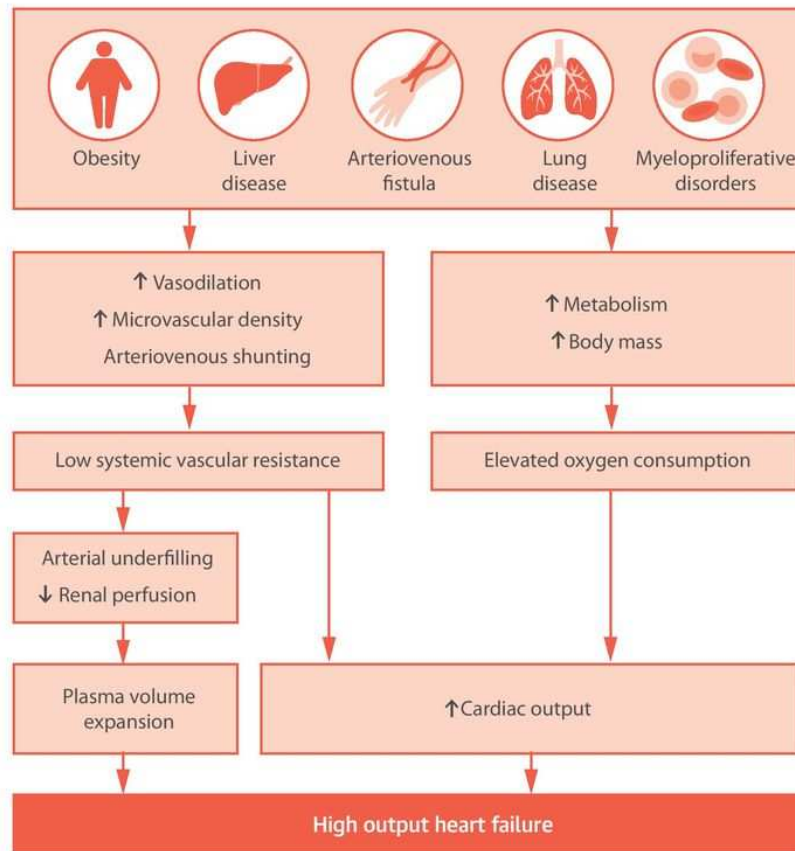 Obesity
Liver
disease
Arteriovenous
fistula
Lung
disease
Myeloproliferative
disorders
↑ Vasodilation
↑ Microvascular density
Arteriovenous shunting
↑ Metabolism
↑ Body mass
Low systemic vascular resistance
Elevated oxygen consumption
Arterial underfilling
↓ Renal perfusion
Plasma volume
expansion
↑Cardiac output
High output heart failure